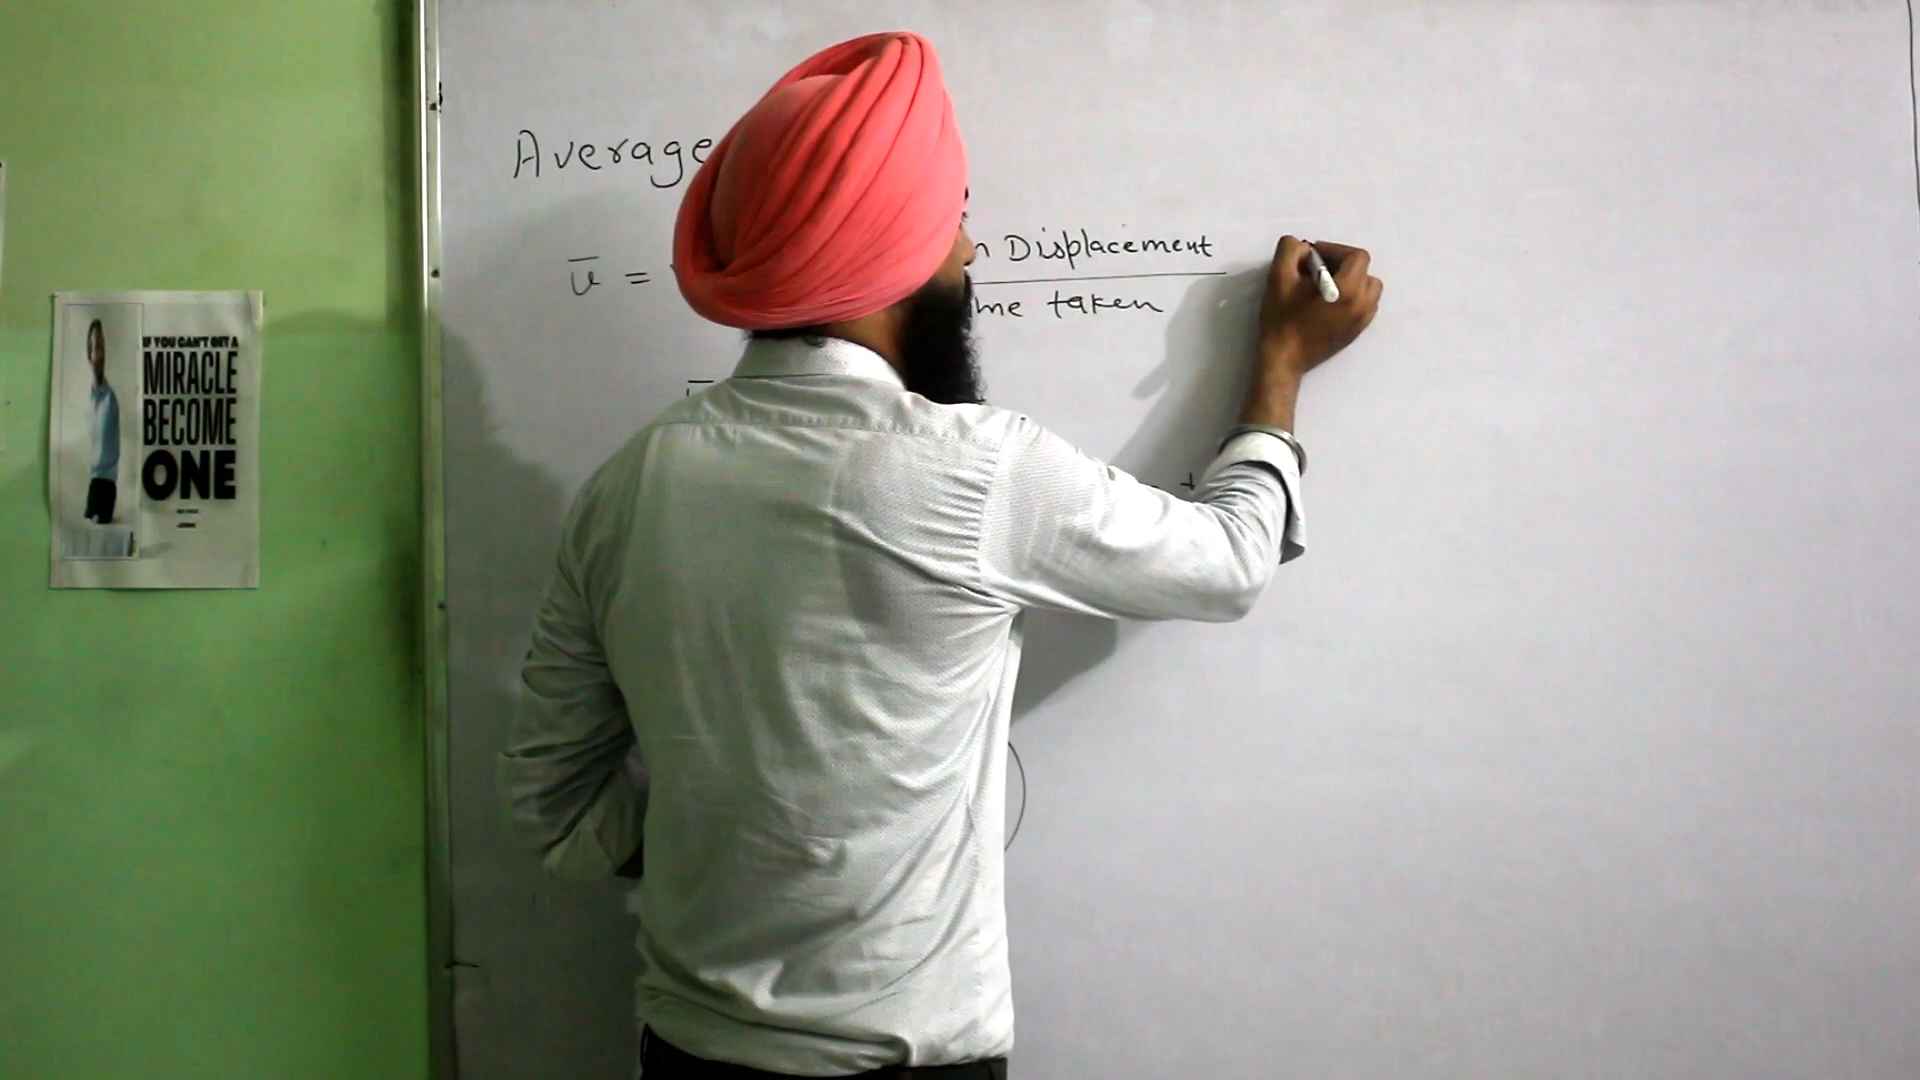 Average
ū =
n Displacement
me taken
+
IF YOU CAN'T GET A
MIRACLE
BECOME
ONE